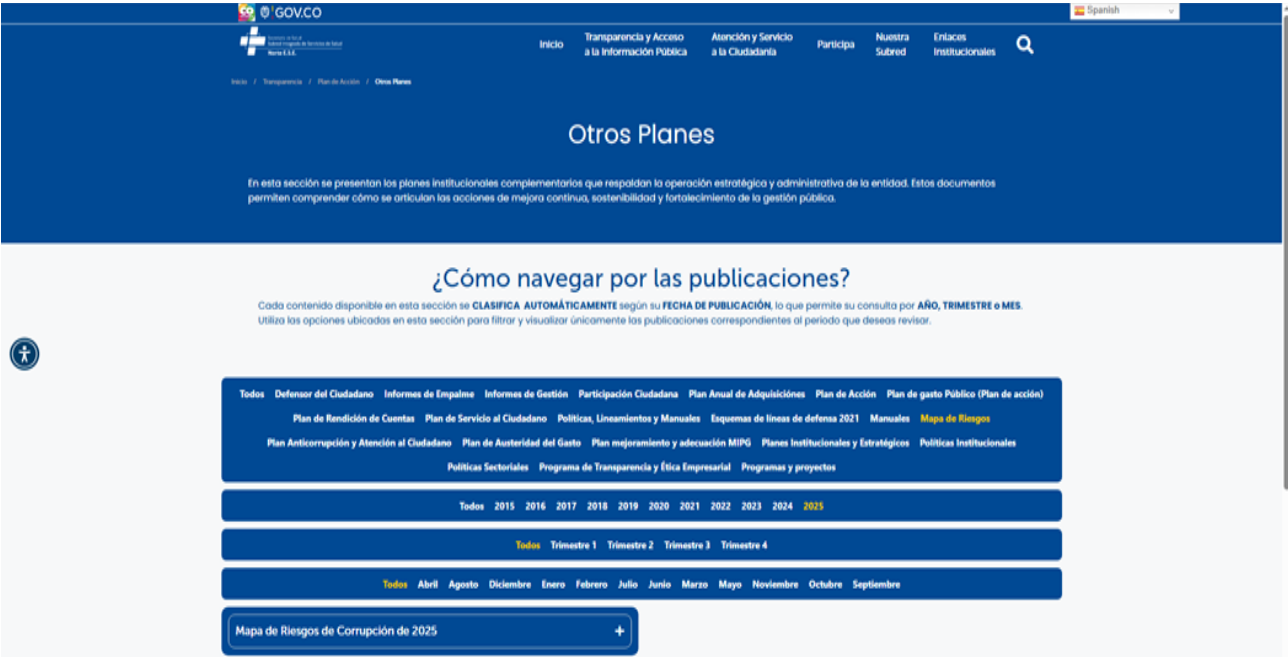 GOV.CO
Spanish
Secretaría de Salud
Subred Integrada de Servicios de Salud
Norte E.S.E.
Inicio
Transparencia y Acceso
a la Información Pública
Atención y Servicio
a la Ciudadanía
Participa
Nuestra
Subred
Enlaces
Institucionales
Inicio / Transparencia / Plan de Acción / Otros Planes
Otros Planes
En esta sección se presentan los planes institucionales complementarios que respaldan la operación estratégica y administrativa de la entidad. Estos documentos
permiten comprender cómo se articulan las acciones de mejora continua, sostenibilidad y fortalecimiento de la gestión pública.
¿Cómo navegar por las publicaciones?
Cada contenido disponible en esta sección se CLASIFICA AUTOMÁTICAMENTE según su FECHA DE PUBLICACIÓN, lo que permite su consulta por AÑO, TRIMESTRE o MES.
Utiliza las opciones ubicadas en esta sección para filtrar y visualizar únicamente las publicaciones correspondientes al periodo que deseas revisar.
Todos Defensor del Ciudadano Informes de Empalme Informes de Gestión Participación Ciudadana Plan Anual de Adquisiciónes Plan de Acción Plan de gasto Público (Plan de acción)
Plan de Rendición de Cuentas Plan de Servicio al Ciudadano Políticas, Lineamientos y Manuales Esquemas de líneas de defensa 2021 Manuales Mapa de Riesgos
Plan Anticorrupción y Atención al Ciudadano Plan de Austeridad del Gasto Plan mejoramiento y adecuación MIPG Planes Institucionales y Estratégicos Políticas Institucionales
Políticas Sectoriales Programa de Transparencia y Ética Empresarial Programas y proyectos
Todos 2015 2016 2017 2018 2019 2020 2021 2022 2023 2024 2025
Todos Trimestre 1 Trimestre 2 Trimestre 3 Trimestre 4
Todos Abril Agosto Diciembre Enero Febrero Julio Junio Marzo Mayo Noviembre Octubre Septiembre
Mapa de Riesgos de Corrupción de 2025 +